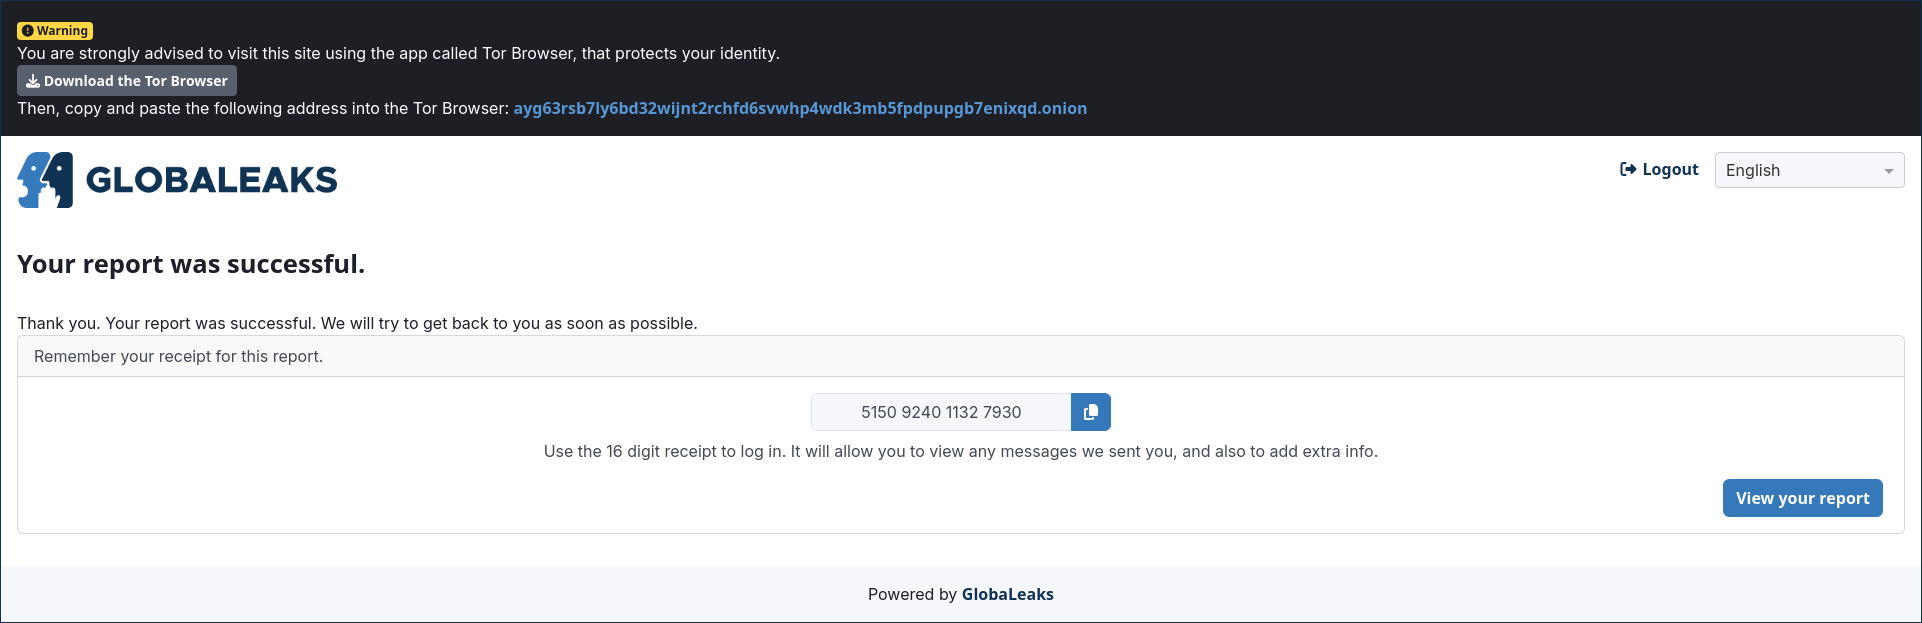 Warning
You are strongly advised to visit this site using the app called Tor Browser, that protects your identity.
Download the Tor Browser
Then, copy and paste the following address into the Tor Browser: ayg63rsb7ly6bd32wijnt2rchfd6svwhp4wdk3mb5fpdpupgb7enixqd.onion
GLOBALEAKS
Logout
English
Your report was successful.
Thank you. Your report was successful. We will try to get back to you as soon as possible.
Remember your receipt for this report.
5150 9240 1132 7930
Use the 16 digit receipt to log in. It will allow you to view any messages we sent you, and also to add extra info.
View your report
Powered by GlobaLeaks